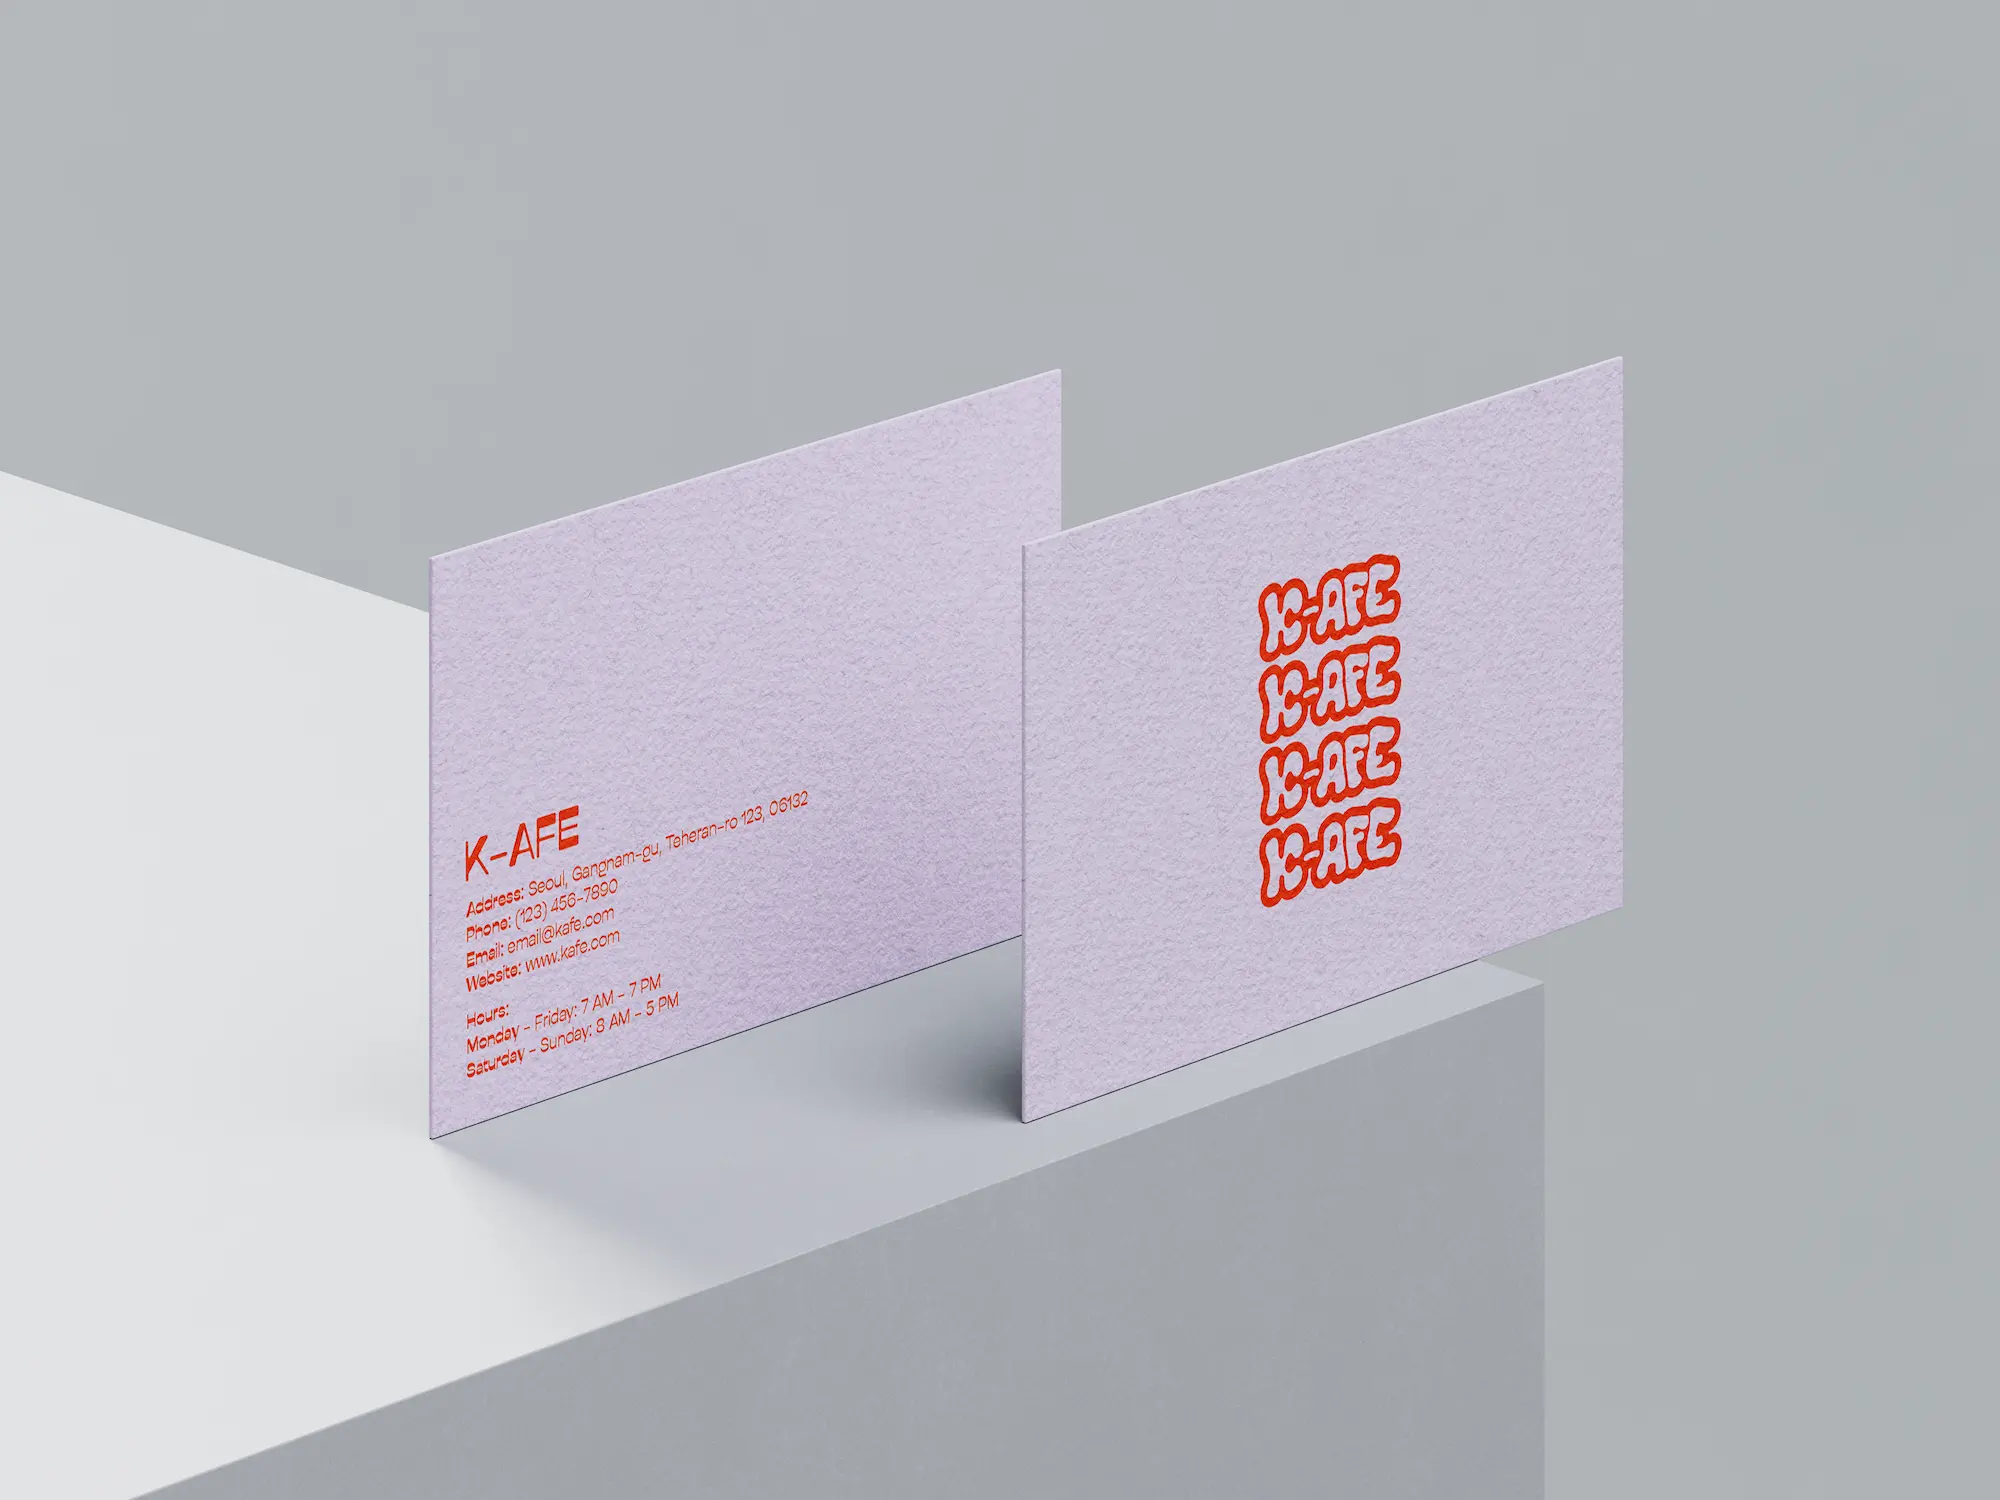 K-AFE
Address: Seoul, Gangnam-gu, Teheran-ro 123, 06132
Phone: (123) 456-7890
Email: email@kafe.com
Website: www.kafe.com
Hours:
Monday - Friday: 7 AM - 7 PM
Saturday - Sunday: 8 AM - 5 PM
K-AFE
K-AFE
K-AFE
K-AFE